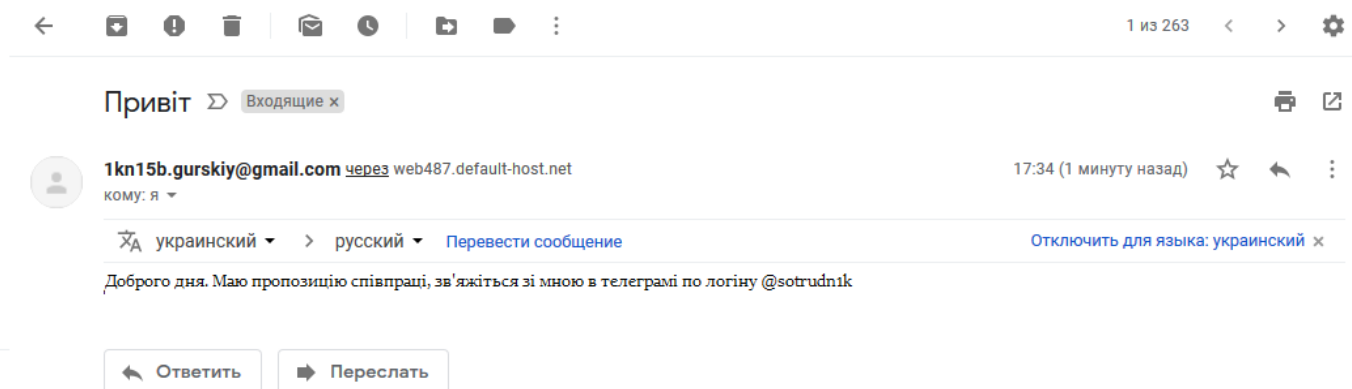 1 из 263
Привіт
Входящие x
1kn15b.gurskiy@gmail.com через web487.default-host.net
17:34 (1 минуту назад)
кому: я
украинский > русский Перевести сообщение
Отключить для языка: украинский x
Доброго дня. Маю пропозицію співпраці, зв'яжіться зі мною в телеграмі по логіну @sotrudn1k
Ответить
Переслать